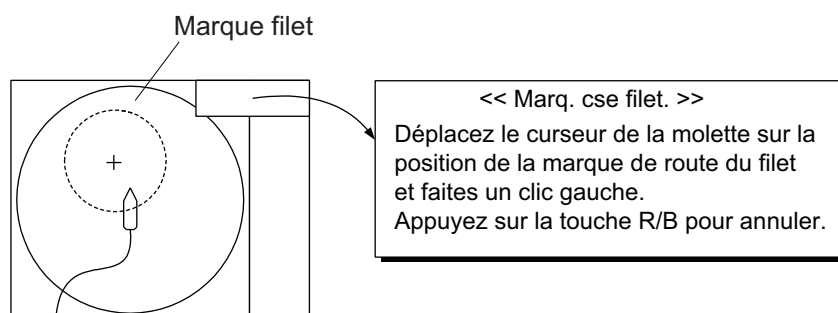 Marque filet
<< Marq. cse filet. >>
Déplacez le curseur de la molette sur la
position de la marque de route du filet
et faites un clic gauche.
Appuyez sur la touche R/B pour annuler.